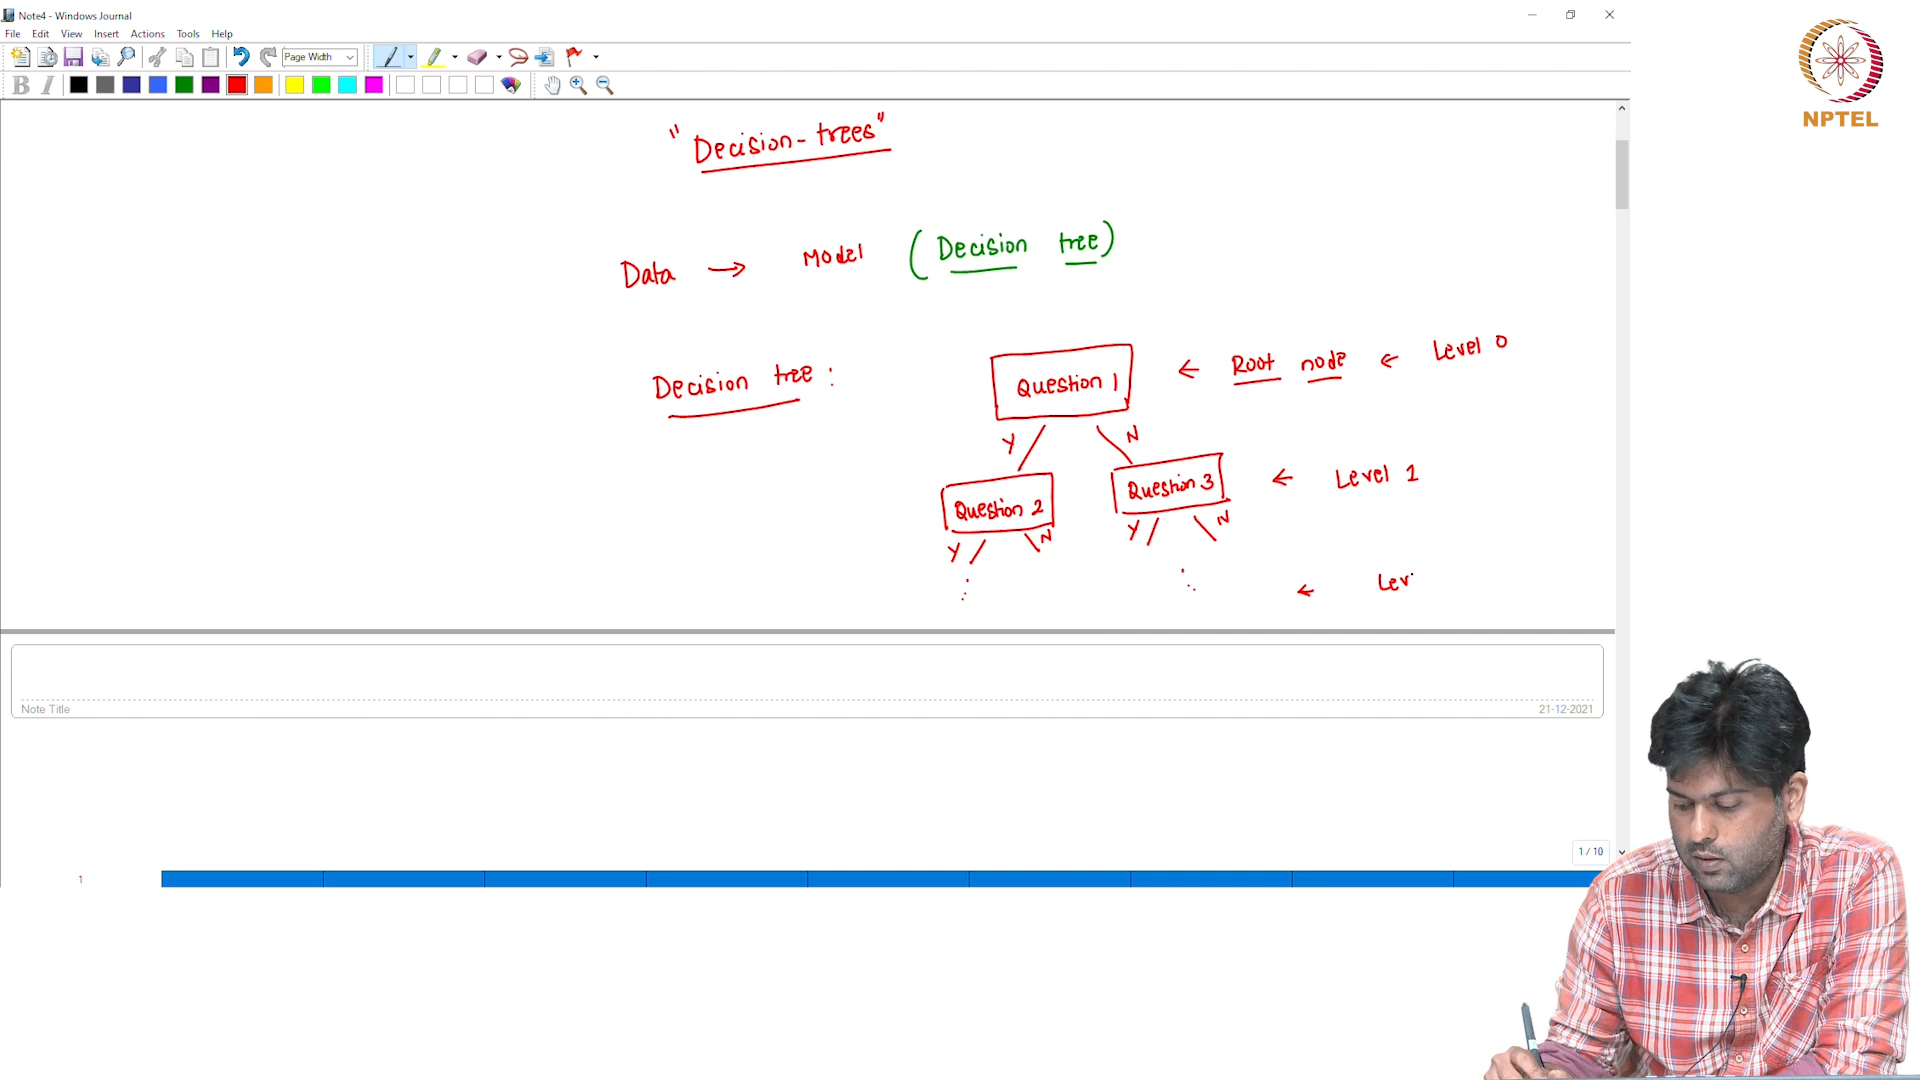 Note4 - Windows Journal
File Edit View Insert Actions Tools Help
Page Width
B I
NPTEL
"Decision-trees"
Data → Model (Decision tree)
Decision tree :
Question 1 ← Root node ← Level 0
Y N
Question 2 Question 3 ← Level 1
Y N Y N
← Lev
Note Title 21-12-2021
1 / 10
1